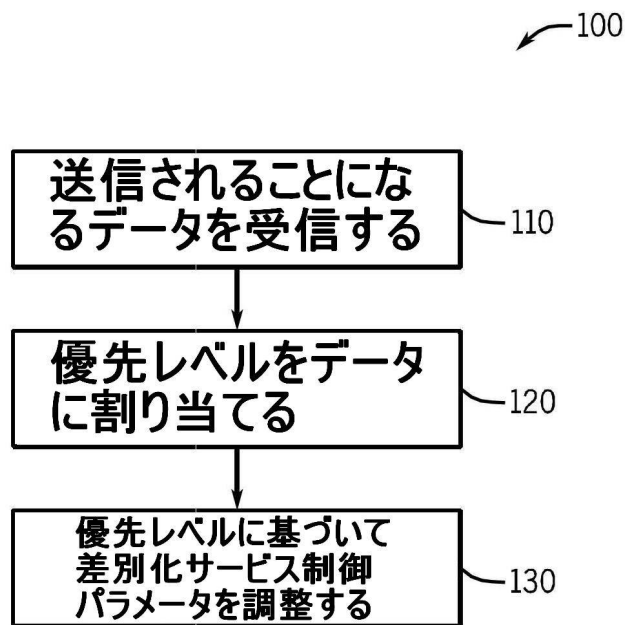 100
送信されることにな
るデータを受信する
110
優先レベルをデータ
に割り当てる
120
優先レベルに基づいて
差別化サービス制御
パラメータを調整する
130